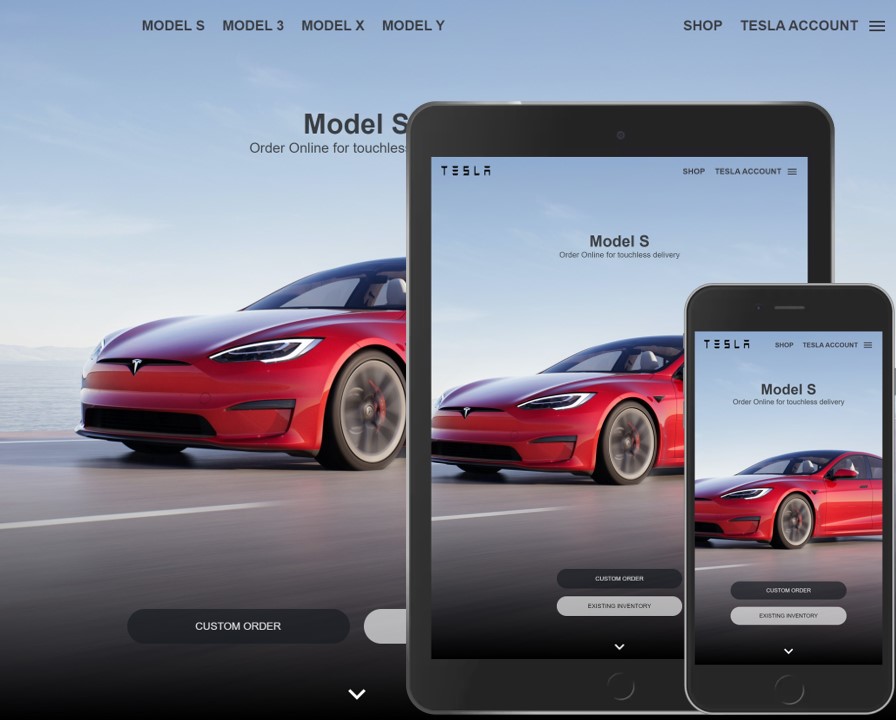 MODEL S MODEL 3 MODEL X MODEL Y SHOP TESLA ACCOUNT
Model S
Order Online for touchless
CUSTOM ORDER
TESLA SHOP TESLA ACCOUNT
Model S
Order Online for touchless delivery
CUSTOM ORDER
EXISTING INVENTORY
TESLA SHOP TESLA ACCOUNT
Model S
Order Online for touchless delivery
CUSTOM ORDER
EXISTING INVENTORY